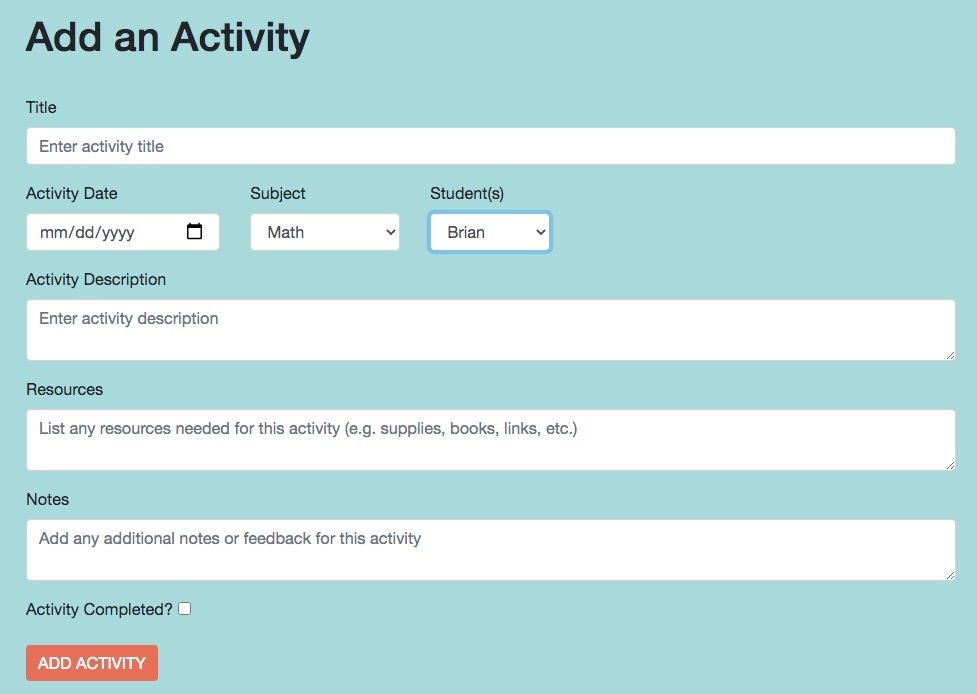 Add an Activity
Title
Enter activity title
Activity Date Subject Student(s)
mm/dd/yyyy Math Brian
Activity Description
Enter activity description
Resources
List any resources needed for this activity (e.g. supplies, books, links, etc.)
Notes
Add any additional notes or feedback for this activity
Activity Completed?
ADD ACTIVITY